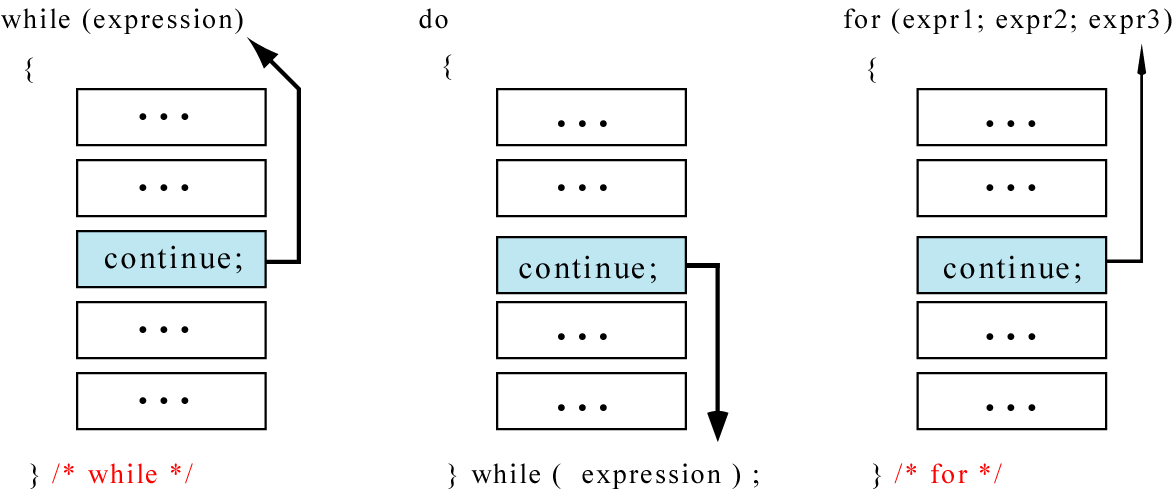 while (expression)
{
...
...
continue;
...
...
} /* while */
do
{
...
...
continue;
...
...
} while ( expression ) ;
for (expr1; expr2; expr3)
{
...
...
continue;
...
...
} /* for */